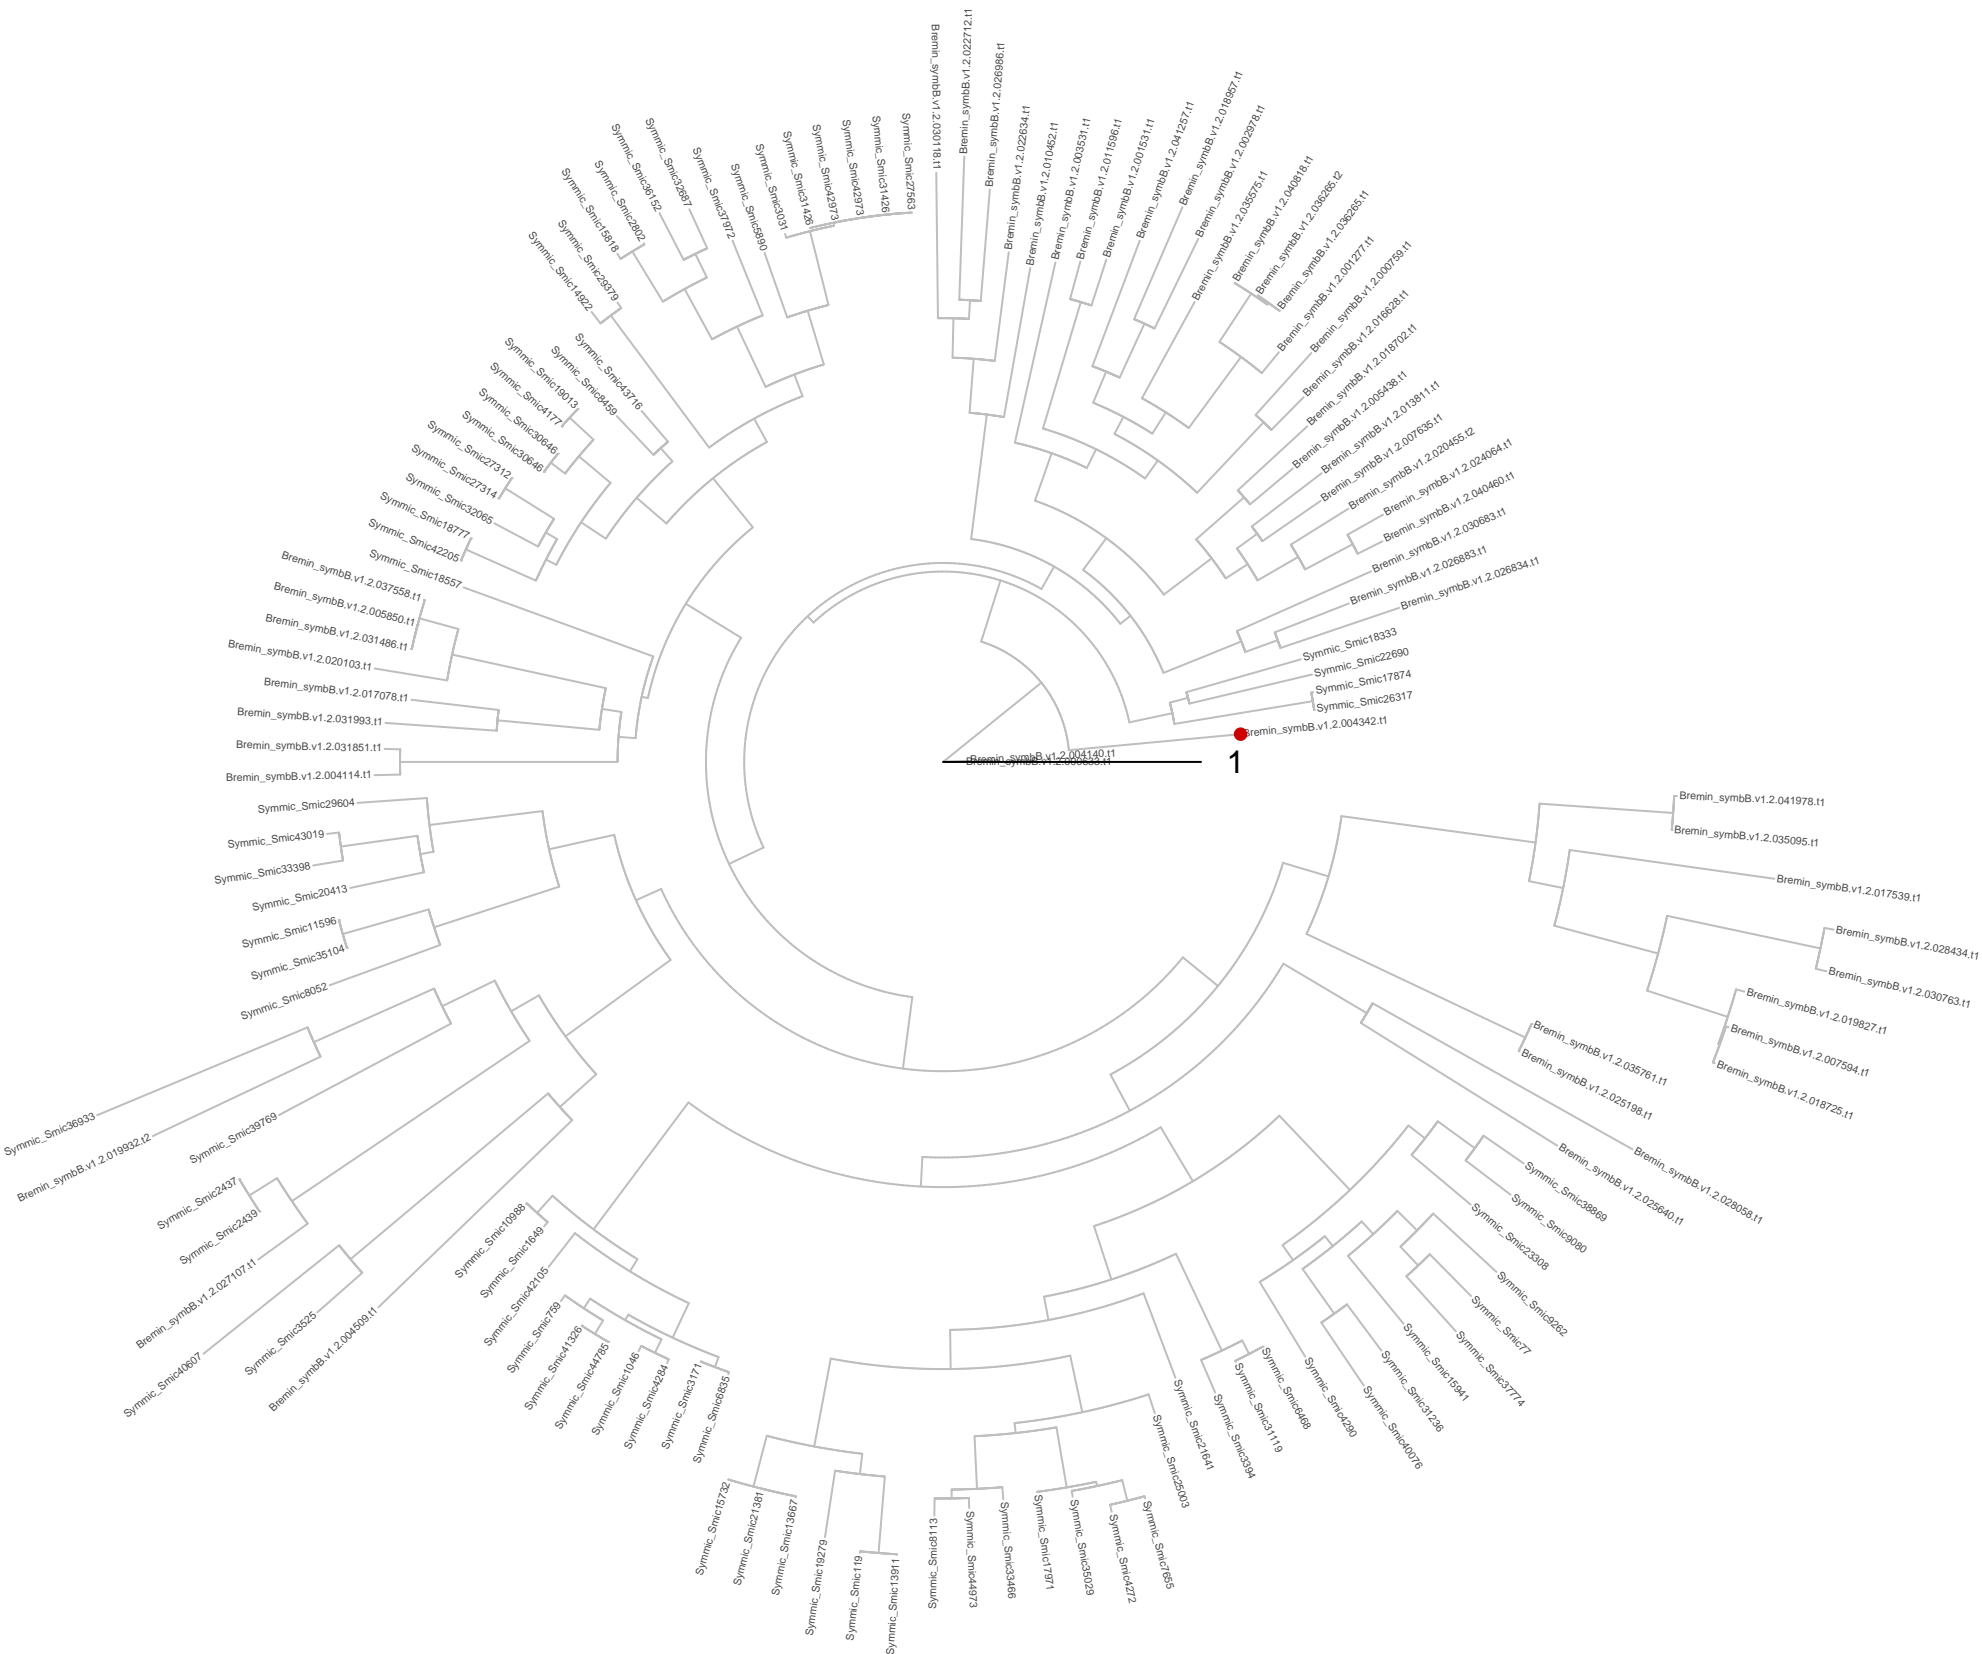 Bremin_symbB.v1.2.030118.t1
Bremin_symbB.v1.2.022712.t1
Bremin_symbB.v1.2.026986.t1
Bremin_symbB.v1.2.022634.t1
Bremin_symbB.v1.2.010452.t1
Bremin_symbB.v1.2.003531.t1
Bremin_symbB.v1.2.011596.t1
Bremin_symbB.v1.2.001531.t1
Bremin_symbB.v1.2.041257.t1
Bremin_symbB.v1.2.018957.t1
Bremin_symbB.v1.2.002978.t1
Bremin_symbB.v1.2.035575.t1
Bremin_symbB.v1.2.040818.t1
Bremin_symbB.v1.2.036265.t2
Bremin_symbB.v1.2.036265.t1
Bremin_symbB.v1.2.001277.t1
Bremin_symbB.v1.2.000759.t1
Bremin_symbB.v1.2.016628.t1
Bremin_symbB.v1.2.018702.t1
Bremin_symbB.v1.2.005438.t1
Bremin_symbB.v1.2.013811.t1
Bremin_symbB.v1.2.007635.t1
Bremin_symbB.v1.2.020455.t2
Bremin_symbB.v1.2.024064.t1
Bremin_symbB.v1.2.040460.t1
Bremin_symbB.v1.2.030683.t1
Bremin_symbB.v1.2.026883.t1
Bremin_symbB.v1.2.026834.t1
Symmic_Smic18333
Symmic_Smic22690
Symmic_Smic17874
Symmic_Smic26317
Bremin_symbB.v1.2.004342.t1
Bremin_symbB.v1.2.004140.t1
1
Bremin_symbB.v1.2.041978.t1
Bremin_symbB.v1.2.035095.t1
Bremin_symbB.v1.2.017539.t1
Bremin_symbB.v1.2.028434.t1
Bremin_symbB.v1.2.030763.t1
Bremin_symbB.v1.2.019827.t1
Bremin_symbB.v1.2.007594.t1
Bremin_symbB.v1.2.018725.t1
Bremin_symbB.v1.2.035761.t1
Bremin_symbB.v1.2.025198.t1
Bremin_symbB.v1.2.028058.t1
Bremin_symbB.v1.2.025640.t1
Symmic_Smic38869
Symmic_Smic9080
Symmic_Smic23308
Symmic_Smic9262
Symmic_Smic77
Symmic_Smic37774
Symmic_Smic15941
Symmic_Smic31236
Symmic_Smic40076
Symmic_Smic4290
Symmic_Smic6468
Symmic_Smic31119
Symmic_Smic3394
Symmic_Smic21641
Symmic_Smic25003
Symmic_Smic7655
Symmic_Smic4272
Symmic_Smic35029
Symmic_Smic17971
Symmic_Smic33466
Symmic_Smic44973
Symmic_Smic8113
Symmic_Smic13911
Symmic_Smic119
Symmic_Smic19279
Symmic_Smic13667
Symmic_Smic21381
Symmic_Smic15732
Symmic_Smic6835
Symmic_Smic3171
Symmic_Smic4284
Symmic_Smic1046
Symmic_Smic44785
Symmic_Smic41326
Symmic_Smic759
Symmic_Smic42105
Symmic_Smic1649
Symmic_Smic10988
Bremin_symbB.v1.2.004509.t1
Symmic_Smic3525
Symmic_Smic40607
Bremin_symbB.v1.2.027107.t1
Symmic_Smic2439
Symmic_Smic2437
Symmic_Smic39769
Bremin_symbB.v1.2.019932.t2
Symmic_Smic36933
Symmic_Smic8052
Symmic_Smic35104
Symmic_Smic11596
Symmic_Smic20413
Symmic_Smic33398
Symmic_Smic43019
Symmic_Smic29604
Bremin_symbB.v1.2.004114.t1
Bremin_symbB.v1.2.031851.t1
Bremin_symbB.v1.2.031993.t1
Bremin_symbB.v1.2.017078.t1
Bremin_symbB.v1.2.020103.t1
Bremin_symbB.v1.2.031486.t1
Bremin_symbB.v1.2.005850.t1
Bremin_symbB.v1.2.037558.t1
Symmic_Smic18557
Symmic_Smic42205
Symmic_Smic18777
Symmic_Smic32065
Symmic_Smic27314
Symmic_Smic27312
Symmic_Smic30646
Symmic_Smic30646
Symmic_Smic4177
Symmic_Smic19013
Symmic_Smic8459
Symmic_Smic43716
Symmic_Smic14922
Symmic_Smic29379
Symmic_Smic15818
Symmic_Smic2802
Symmic_Smic36152
Symmic_Smic32687
Symmic_Smic37972
Symmic_Smic5890
Symmic_Smic3031
Symmic_Smic31426
Symmic_Smic42973
Symmic_Smic42973
Symmic_Smic31426
Symmic_Smic27563